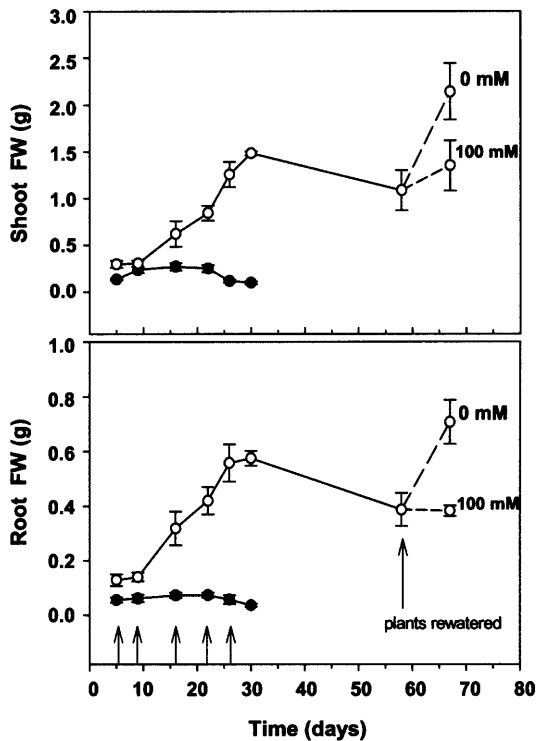 3.0
2.5
2.0
1.5
1.0
0.5
0.0
Shoot FW (g)
0 mM
100 mM
1.0
0.8
0.6
0.4
0.2
0.0
Root FW (g)
0 mM
100 mM
plants rewatered
0 10 20 30 40 50 60 70 80
Time (days)